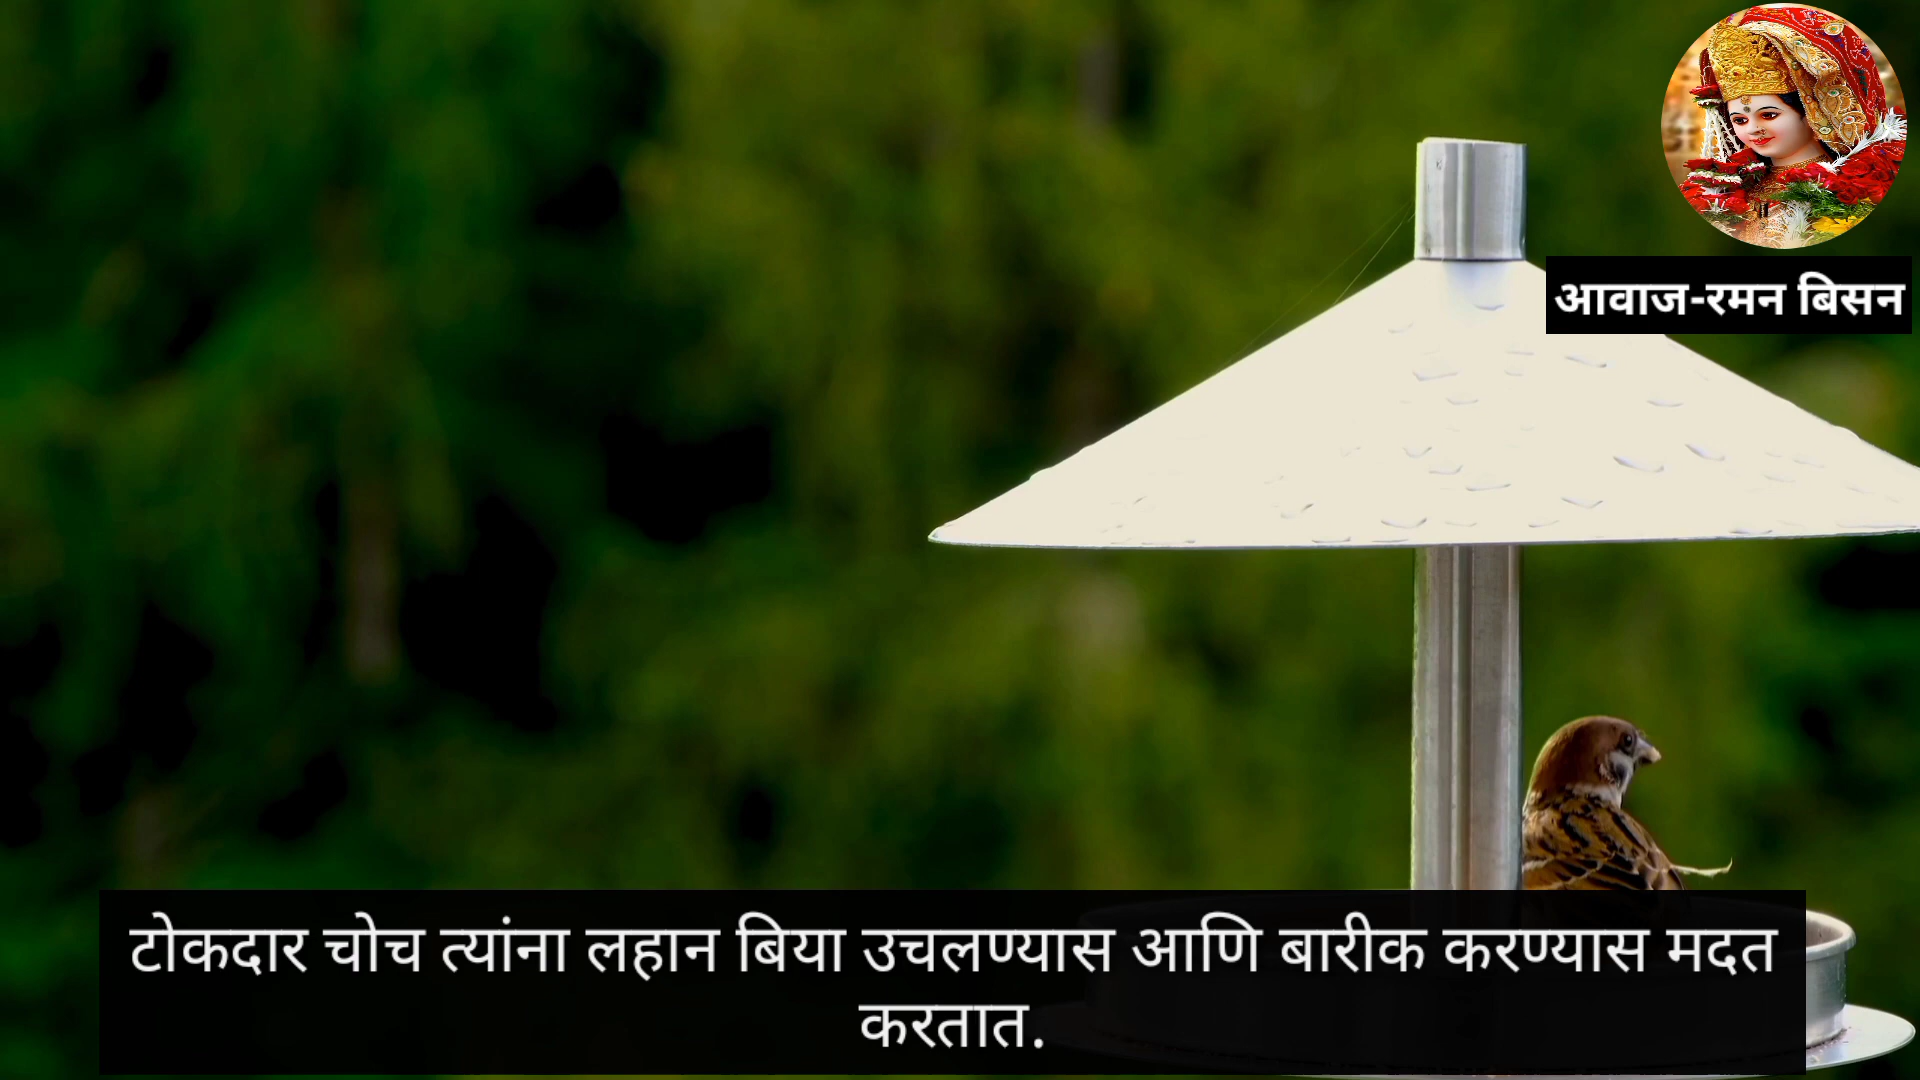 आवाज-रमन बिसन
टोकदार चोच त्यांना लहान बिया उचलण्यास आणि बारीक करण्यास मदत
करतात.